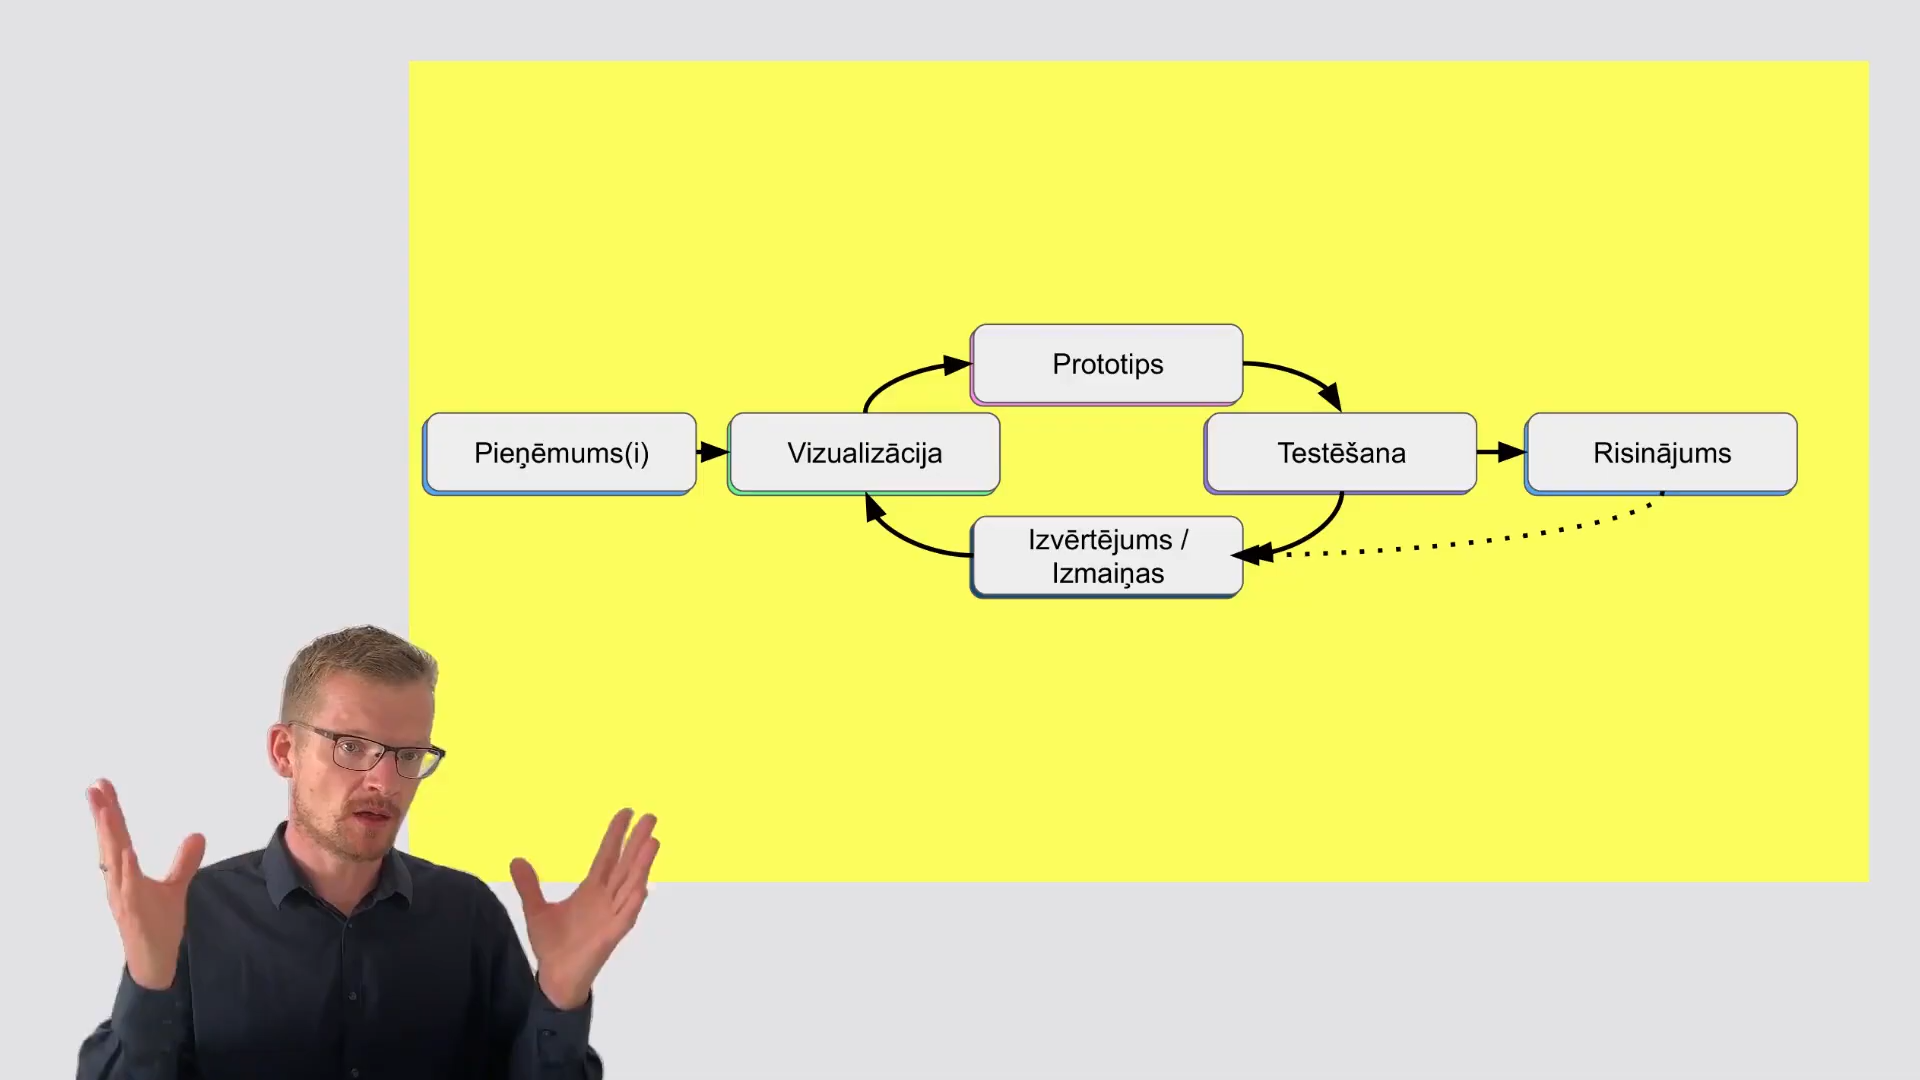 Prototips
Pieņēmums(i)
Vizualizācija
Testēšana
Risinājums
Izvērtējums /
Izmaiņas